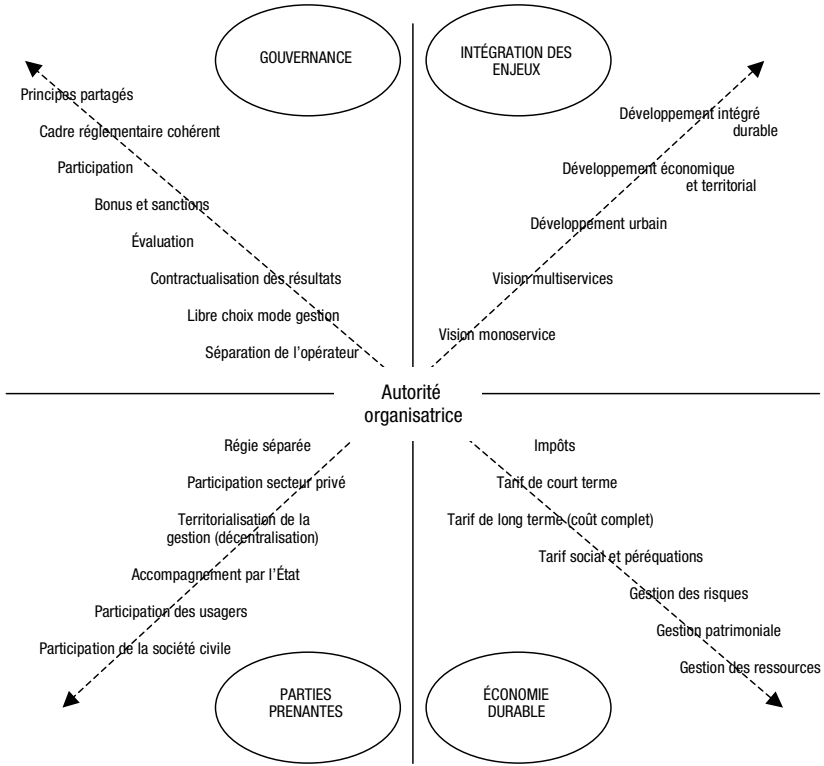 GOUVERNANCE
Principes partagés
Cadre réglementaire cohérent
Participation
Bonus et sanctions
Évaluation
Contractualisation des résultats
Libre choix mode gestion
Séparation de l'opérateur
INTÉGRATION DES
ENJEUX
Développement intégré
durable
Développement économique
et territorial
Développement urbain
Vision multiservices
Vision monoservice
Autorité
organisatrice
Régie séparée
Participation secteur privé
Territorialisation de la
gestion (décentralisation)
Accompagnement par l'État
Participation des usagers
Participation de la société civile
PARTIES
PRENANTES
Impôts
Tarif de court terme
Tarif de long terme (coût complet)
Tarif social et péréquations
Gestion des risques
Gestion patrimoniale
Gestion des ressources
ÉCONOMIE
DURABLE